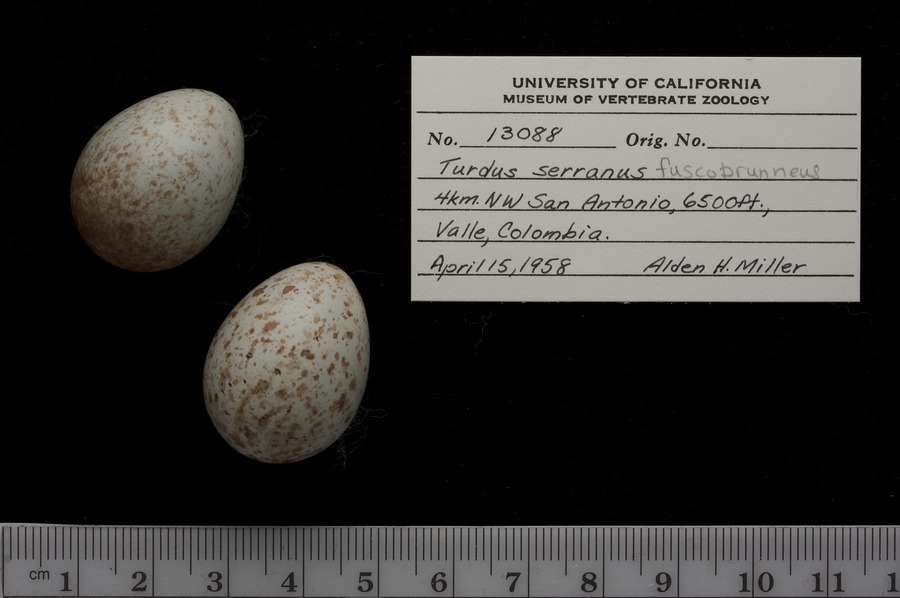 UNIVERSITY OF CALIFORNIA
MUSEUM OF VERTEBRATE ZOOLOGY
No. 13088 Orig. No.
Turdus serranus fuscobrunneus
4km. NW San Antonio, 6500ft.,
Valle, Colombia.
April 15, 1958 Alden H. Miller
cm 1 2 3 4 5 6 7 8 9 10 11 1